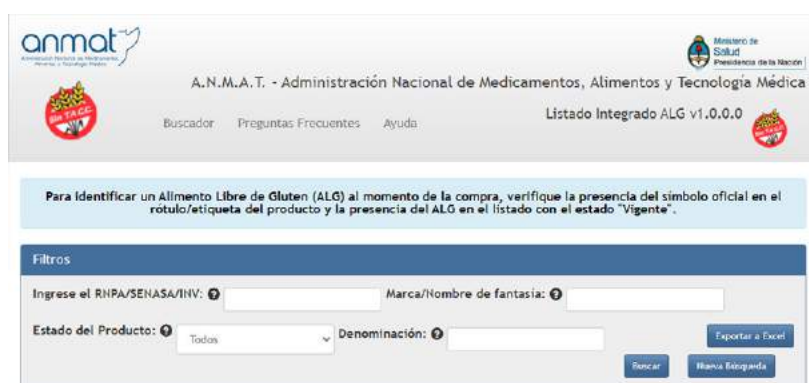 anmat
Ministerio de
Salud
Presidencia de la Nación
A.N.M.A.T. - Administración Nacional de Medicamentos, Alimentos y Tecnología Médica
Sin T.A.C.C.
Buscador Preguntas Frecuentes Ayuda
Listado Integrado ALG v1.0.0.0
Para identificar un Alimento Libre de Gluten (ALG) al momento de la compra, verifique la presencia del símbolo oficial en el
rótulo/etiqueta del producto y la presencia del ALG en el listado con el estado "Vigente".
Filtros
Ingrese el RNPA/SENASA/INV: Marca/Nombre de fantasía:
Estado del Producto: Todos Denominación: Exportar a Excel
Buscar Nueva Búsqueda